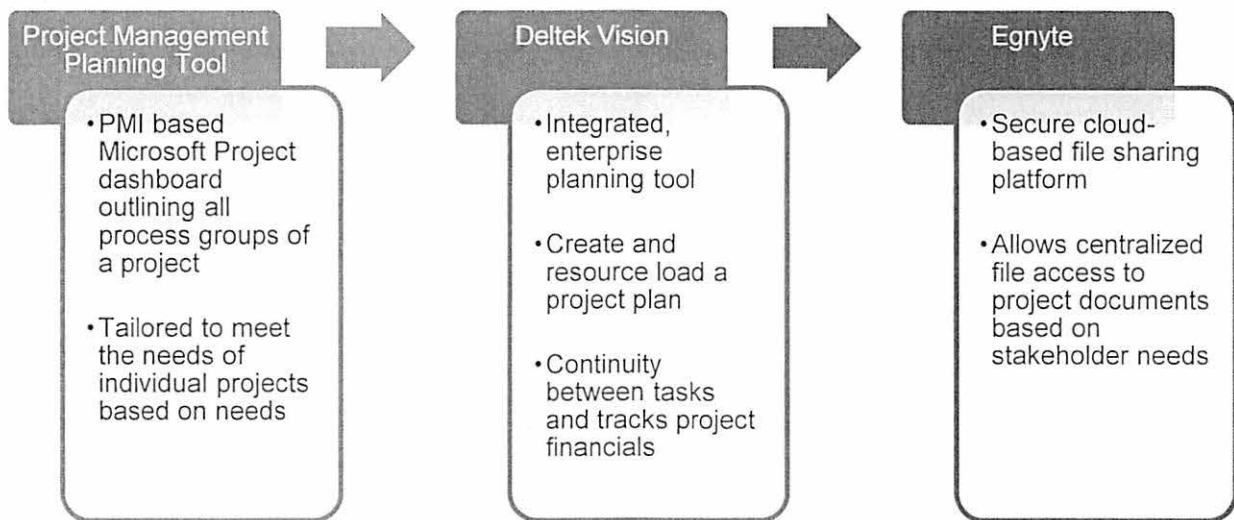 Project Management
Planning Tool
•PMI based
Microsoft Project
dashboard
outlining all
process groups of
a project
•Tailored to meet
the needs of
individual projects
based on needs
Deltek Vision
•Integrated,
enterprise
planning tool
•Create and
resource load a
project plan
•Continuity
between tasks
and tracks project
financials
Egnyte
•Secure cloud-
based file sharing
platform
•Allows centralized
file access to
project documents
based on
stakeholder needs